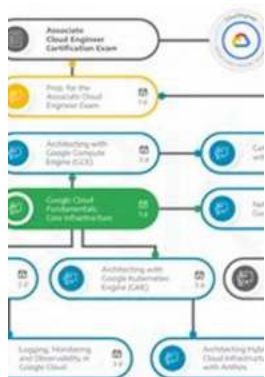 Associate
Cloud Engineer
Certification Exam
Prep. for the
Associate Cloud
Engineer Exam
Architecting with
Google Compute
Engine (GCE)
Google Cloud
Fundamentals:
Core Infrastructure
Architecting with
Google Kubernetes
Engine (GKE)
Logging, Monitoring
and Observability in
Google Cloud
Architecting Hyb
Cloud Infrastructu
with Anthos